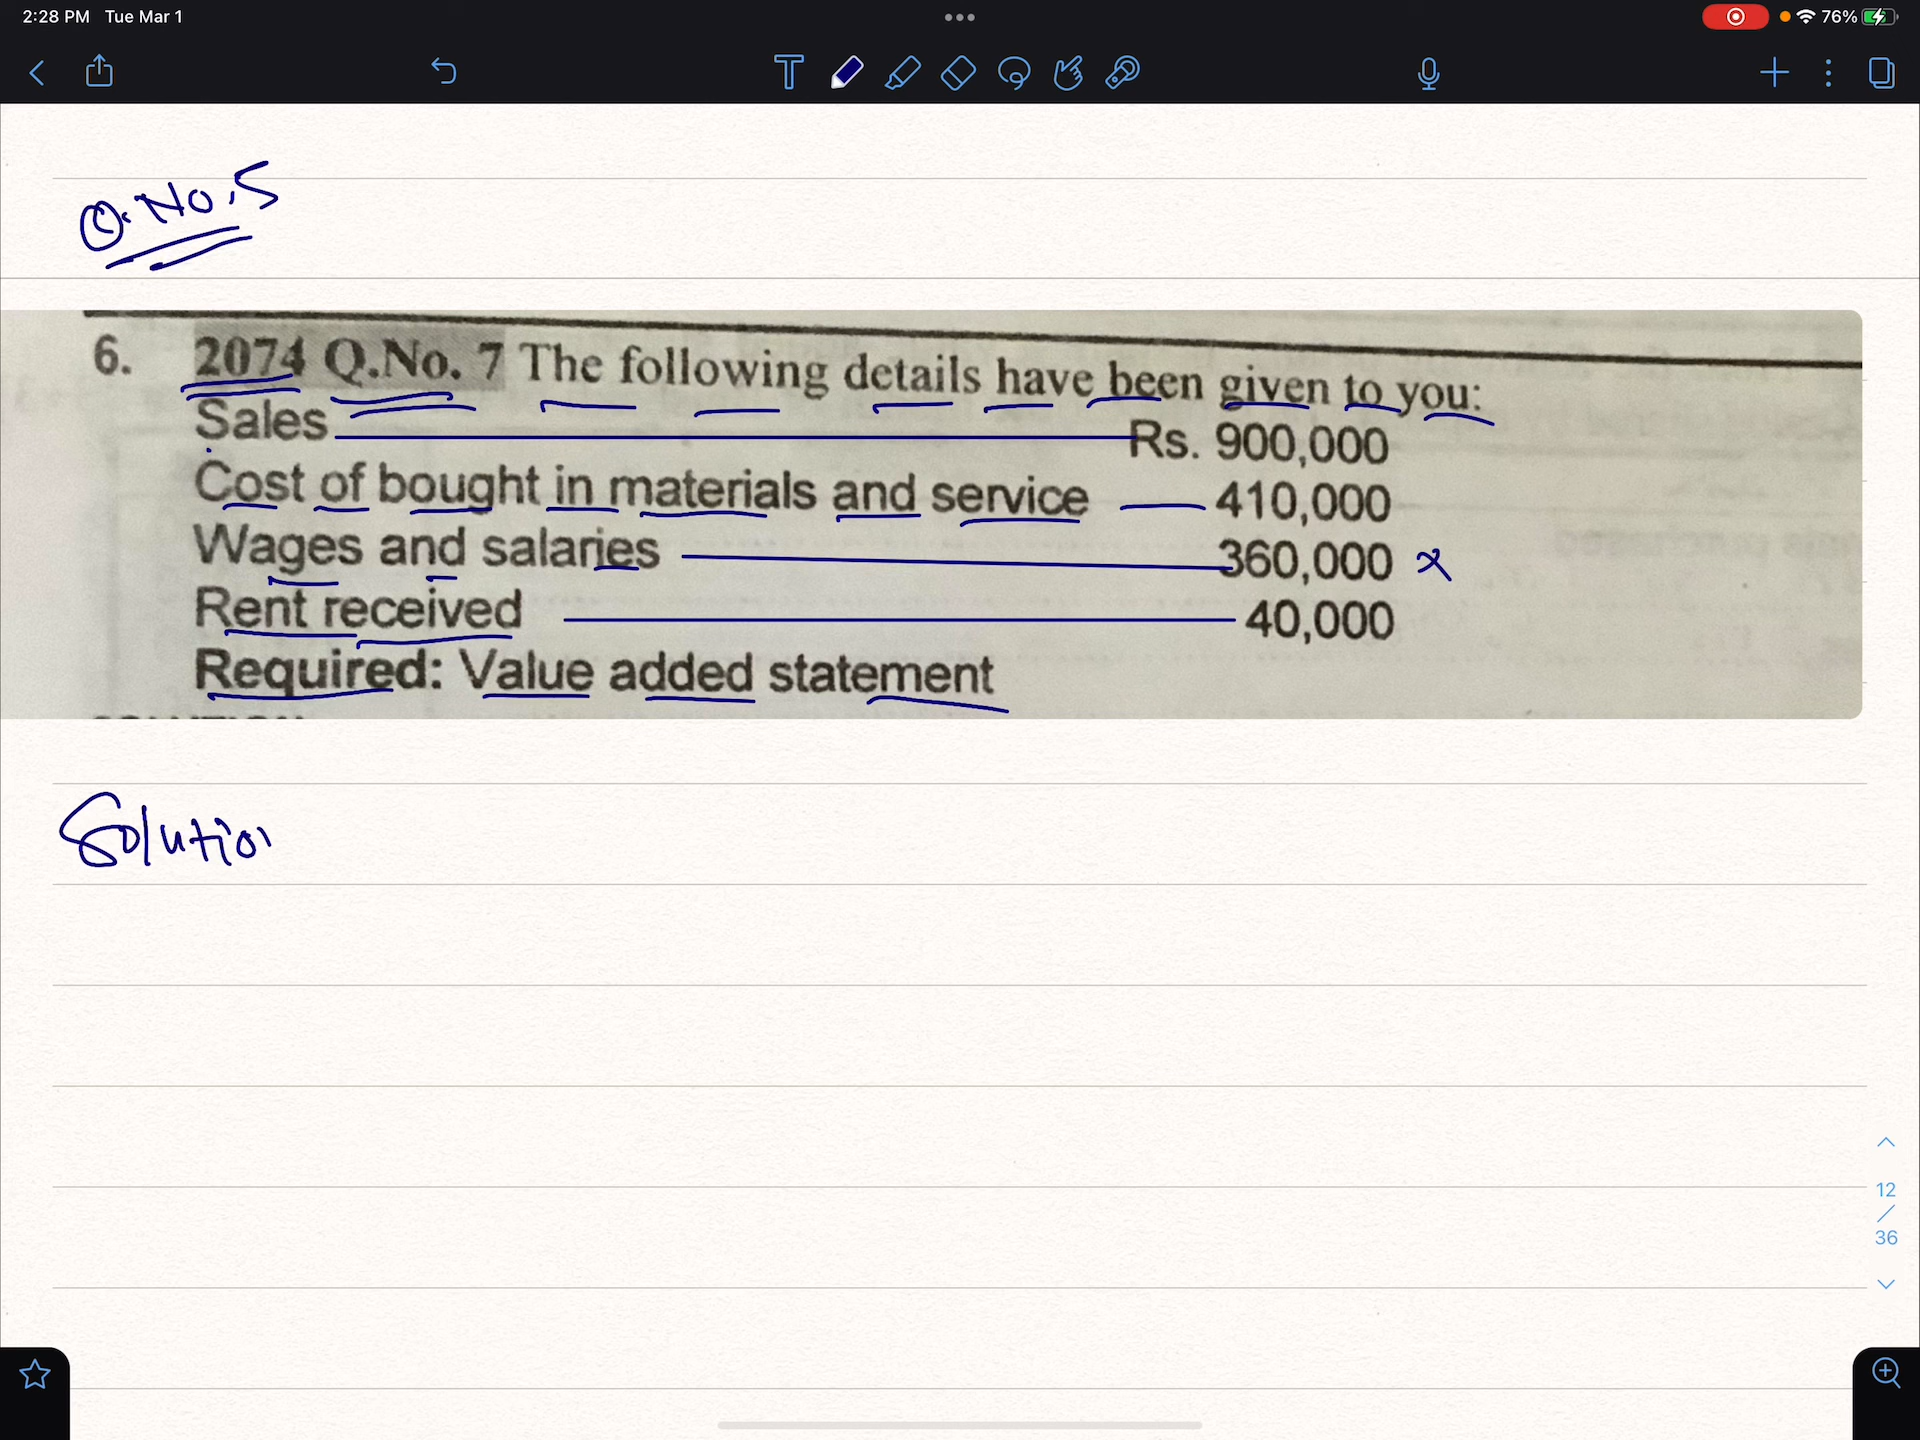 2:28 PM Tue Mar 1
76%
Q. No. 5
6. 2074 Q.No. 7 The following details have been given to you:
Sales Rs. 900,000
Cost of bought in materials and service 410,000
Wages and salaries 360,000 x
Rent received 40,000
Required: Value added statement
Solution
12
/
36